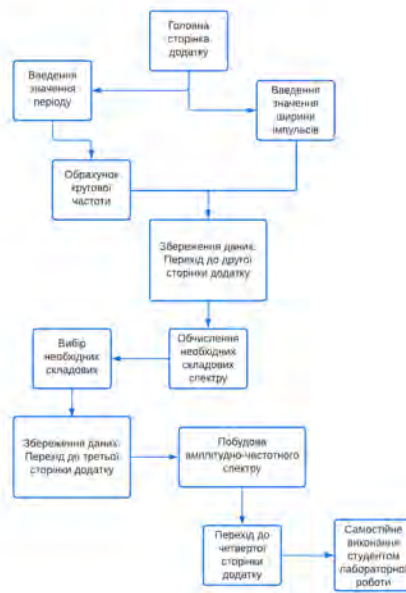 Головна
сторінка
додатку
Введення
значення
періоду
Введення
значення
ширини
імпульсів
Обрахунок
кругової
частоти
Збереження даних.
Перехід до другої
сторінки додатку
Обчислення
необхідних
складових
спектру
Вибір
необхідних
складових
Збереження даних.
Перехід до третьої
сторінки додатку
Побудова
амплітудно-частотного
спектру
Перехід до
четвертої
сторінки
додатку
Самостійне
виконання
студентом
лабораторної
роботи